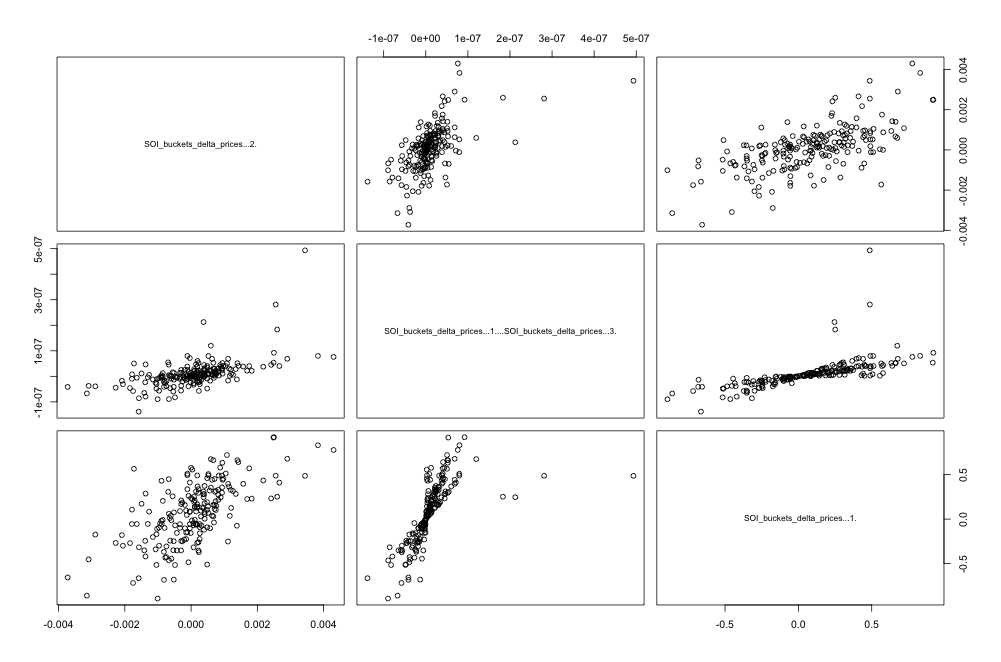 -1e-07 0e+00 1e-07 2e-07 3e-07 4e-07 5e-07
SOI_buckets_delta_prices...2.
-0.004 -0.002 0.000 0.002 0.004
-1e-07 1e-07 3e-07 5e-07
SOI_buckets_delta_prices...1....SOI_buckets_delta_prices...3.
SOI_buckets_delta_prices...1.
-0.5 0.0 0.5
-0.004 -0.002 0.000 0.002 0.004
-0.5 0.0 0.5